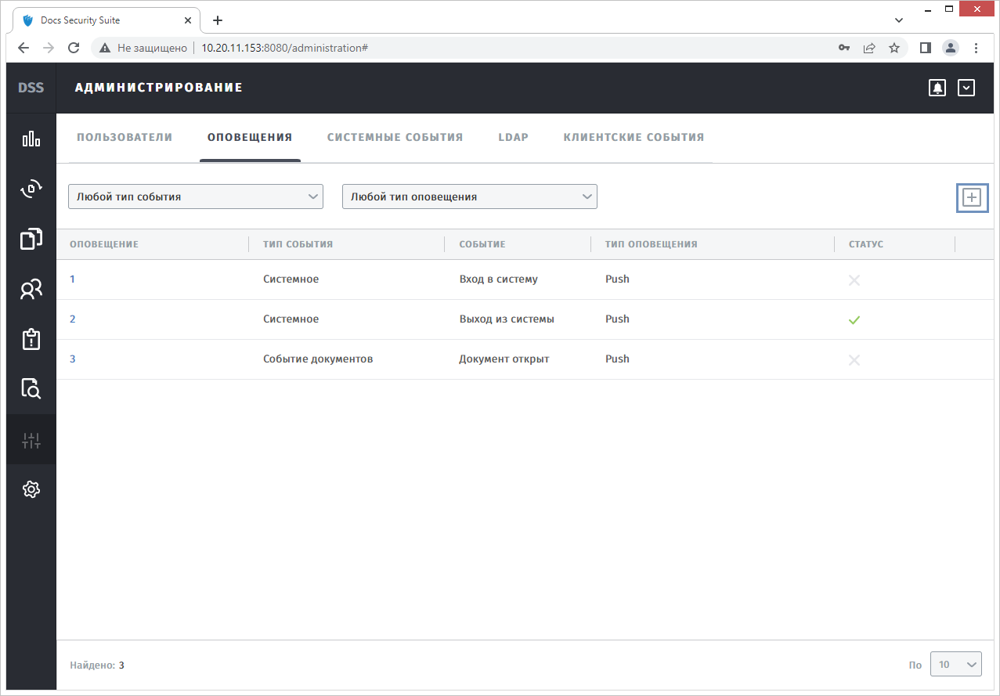 Docs Security Suite
Не защищено 10.20.11.153:8080/administration#
DSS АДМИНИСТРИРОВАНИЕ
ПОЛЬЗОВАТЕЛИ ОПОВЕЩЕНИЯ СИСТЕМНЫЕ СОБЫТИЯ LDAP КЛИЕНТСКИЕ СОБЫТИЯ
Любой тип события Любой тип оповещения
ОПОВЕЩЕНИЕ ТИП СОБЫТИЯ СОБЫТИЕ ТИП ОПОВЕЩЕНИЯ СТАТУС
1 Системное Вход в систему Push
2 Системное Выход из системы Push
3 Событие документов Документ открыт Push
Найдено: 3 По 10